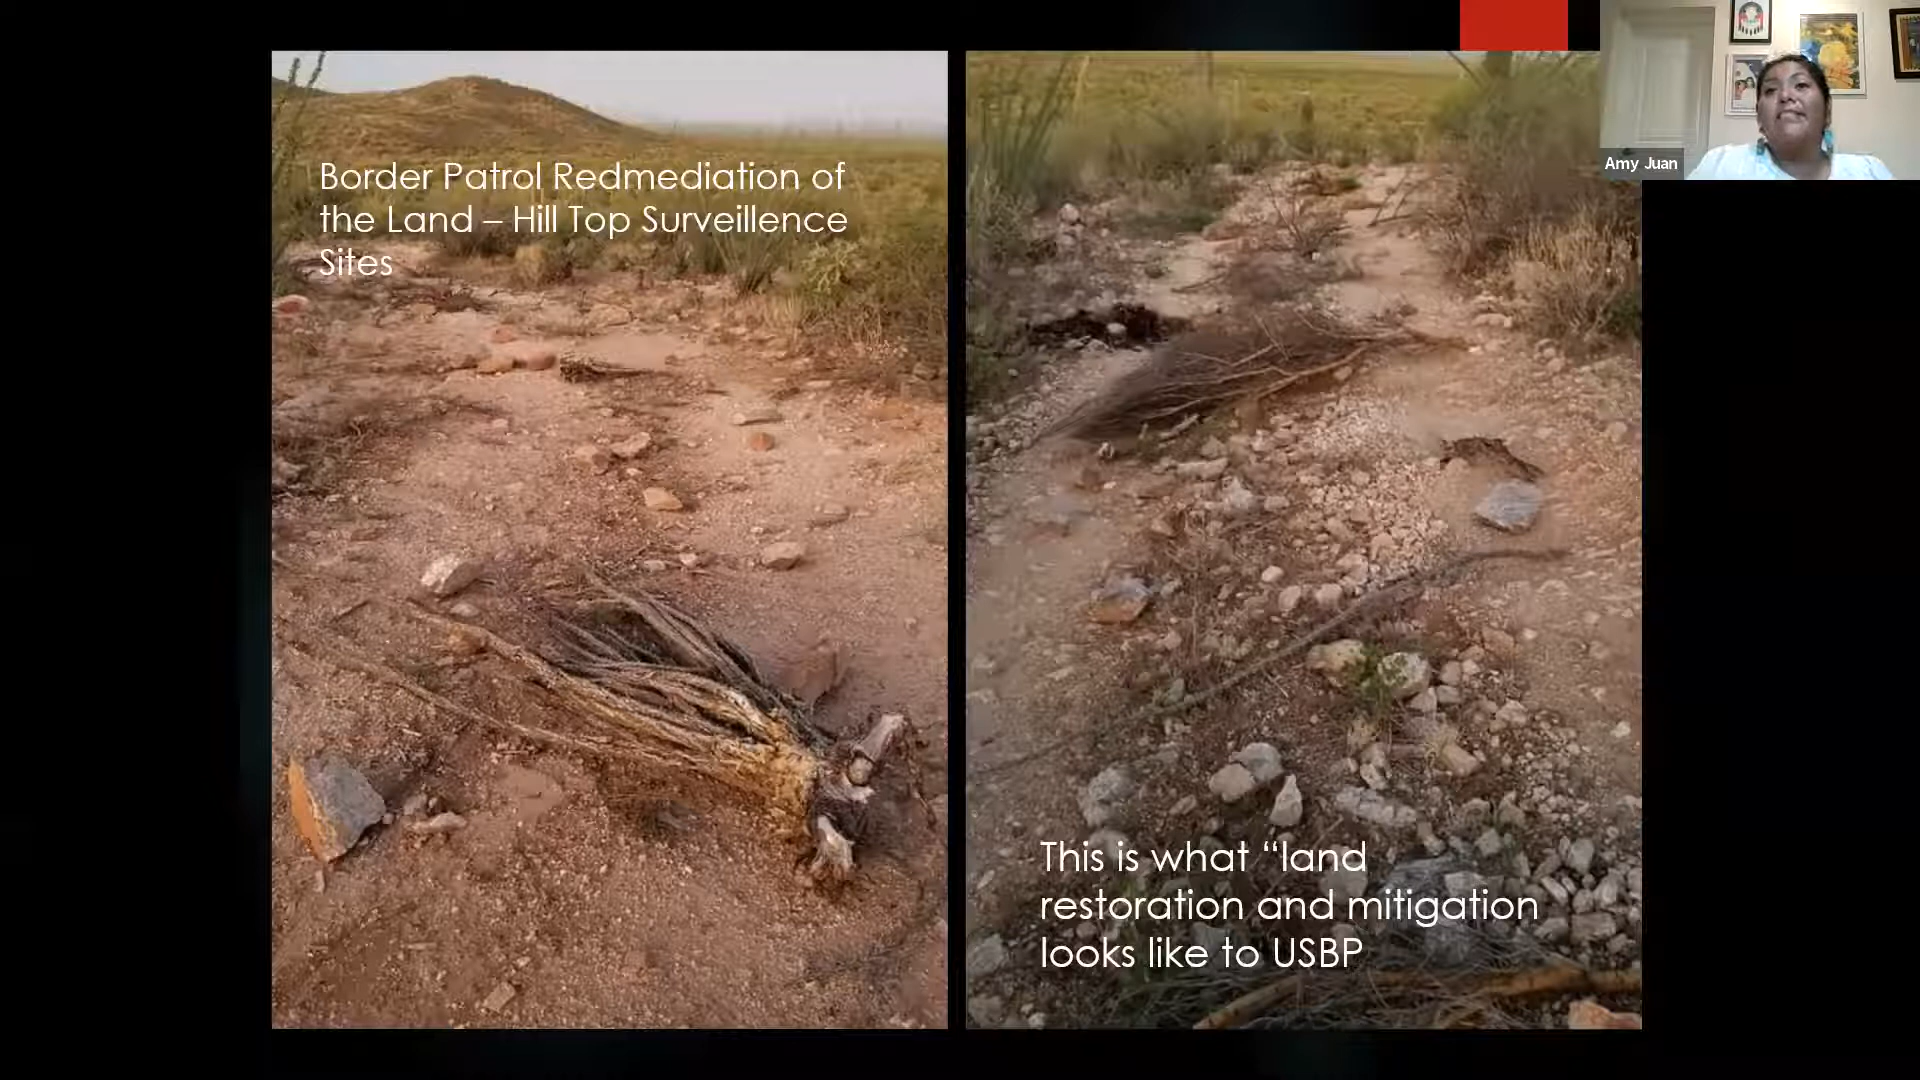 Border Patrol Redmediation of
the Land – Hill Top Surveillence
Sites
This is what “land
restoration and mitigation
looks like to USBP
Amy Juan